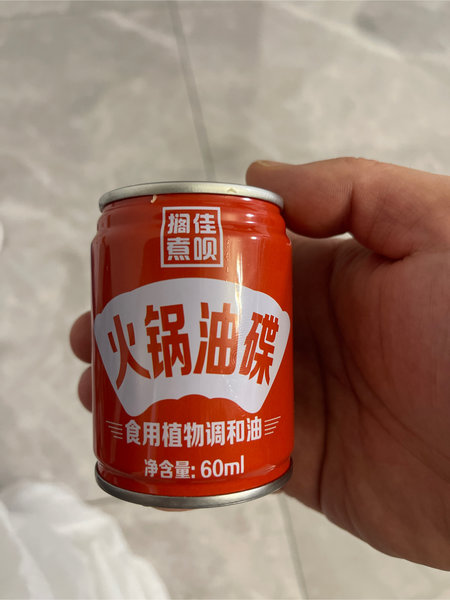 搁佳
煮呗
火锅油碟
食用植物调和油
净含量: 60ml